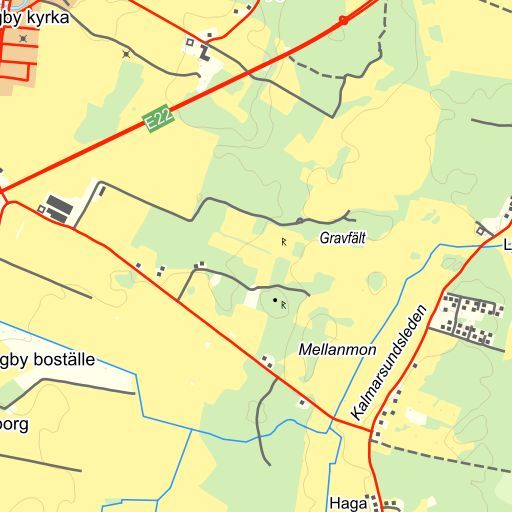 gby kyrka
E22
Gravfält
L
Kalmarsundsleden
Mellanmon
gby boställe
borg
Haga